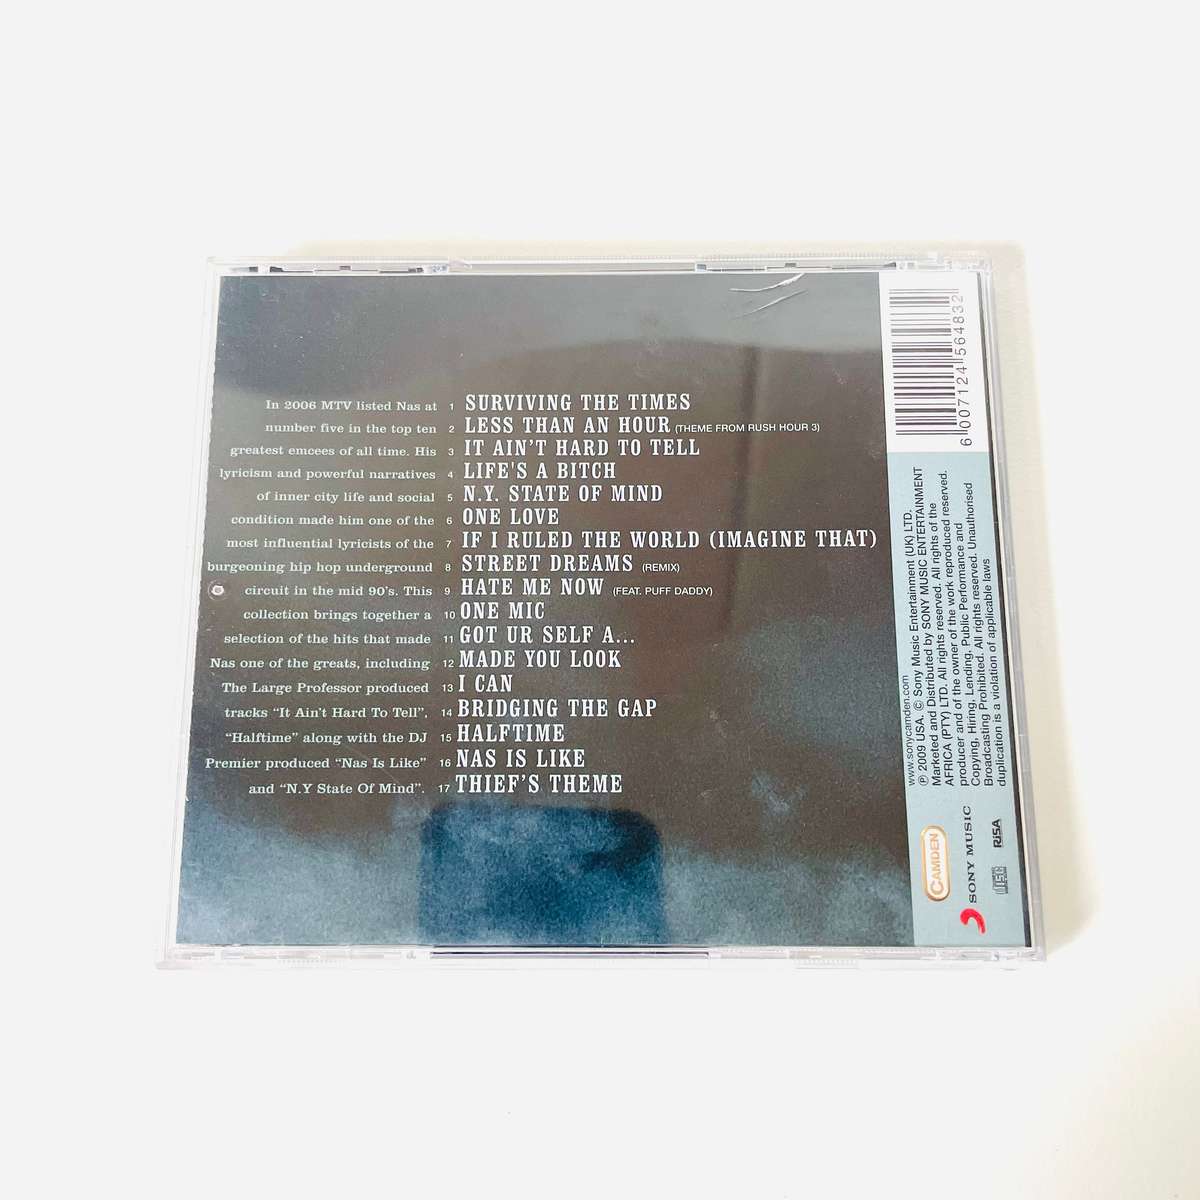 In 2006 MTV listed Nas at
number five in the top ten
greatest emcees of all time. His
lyricism and powerful narratives
of inner city life and social
condition made him one of the
most influential lyricists of the
burgeoning hip hop underground
circuit in the mid 90's. This
collection brings together a
selection of the hits that made
Nas one of the greats, including
The Large Professor produced
tracks "It Ain't Hard To Tell",
"Halftime" along with the DJ
Premier produced "Nas Is Like"
and "N.Y State Of Mind".
1 SURVIVING THE TIMES
2 LESS THAN AN HOUR (THEME FROM RUSH HOUR 3)
3 IT AIN'T HARD TO TELL
4 LIFE'S A BITCH
5 N.Y. STATE OF MIND
6 ONE LOVE
7 IF I RULED THE WORLD (IMAGINE THAT)
8 STREET DREAMS (REMIX)
9 HATE ME NOW (FEAT. PUFF DADDY)
10 ONE MIC
11 GOT UR SELF A...
12 MADE YOU LOOK
13 I CAN
14 BRIDGING THE GAP
15 HALFTIME
16 NAS IS LIKE
17 THIEF'S THEME
6 007124 564832
www.sonycamden.com
℗ 2009 USA. © Sony Music Entertainment (UK) LTD.
Marketed and Distributed by SONY MUSIC ENTERTAINMENT
AFRICA (PTY) LTD. All rights reserved. All rights of the
producer and of the owner of the work reproduced reserved.
Copying, Hiring, Lending, Public Performance and
Broadcasting Prohibited. All rights reserved. Unauthorised
duplication is a violation of applicable laws
CAMDEN
SONY MUSIC
disc
RiSA